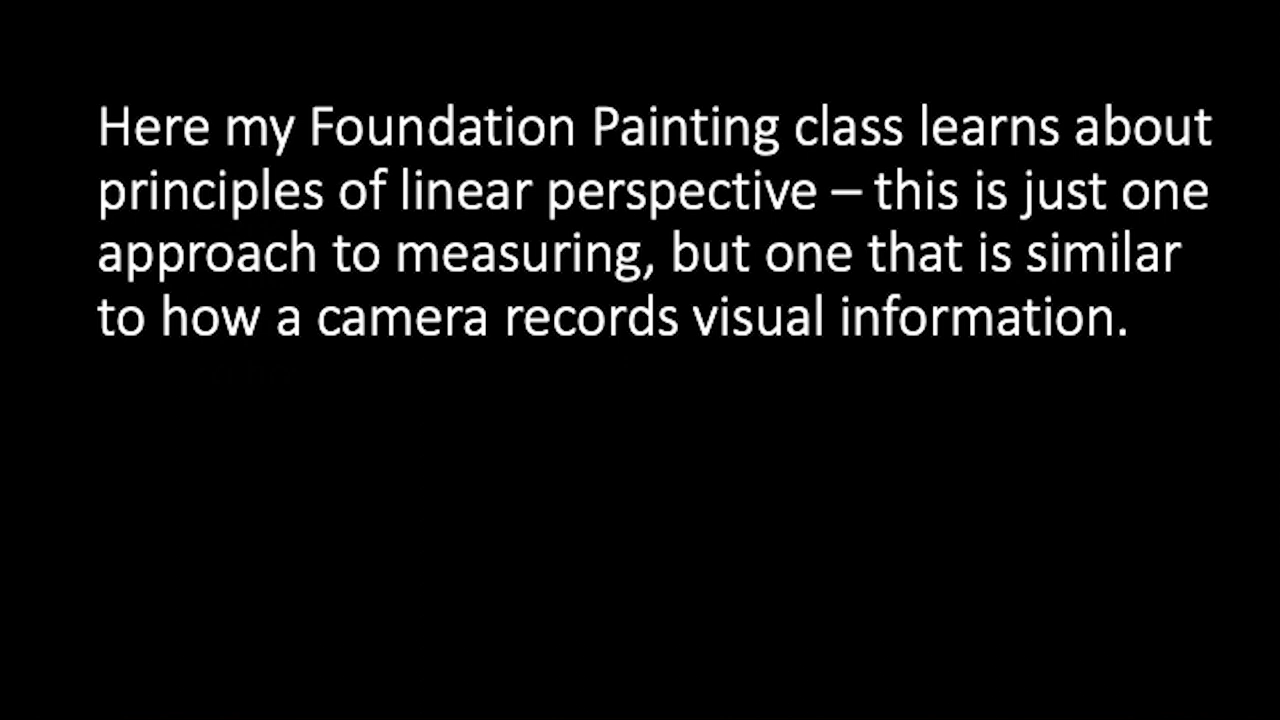 Here my Foundation Painting class learns about
principles of linear perspective – this is just one
approach to measuring, but one that is similar
to how a camera records visual information.